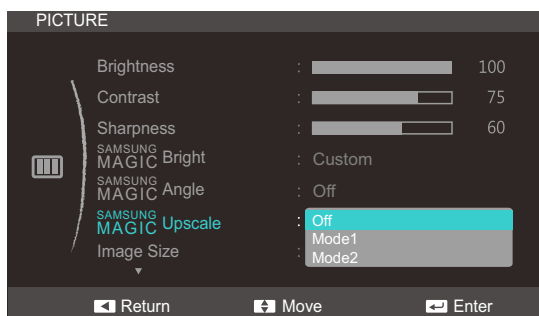 PICTURE
Brightness : 100
Contrast : 75
Sharpness : 60
SAMSUNG MAGIC Bright : Custom
SAMSUNG MAGIC Angle : Off
SAMSUNG MAGIC Upscale : Off
Mode1
Mode2
Image Size :
Return Move Enter